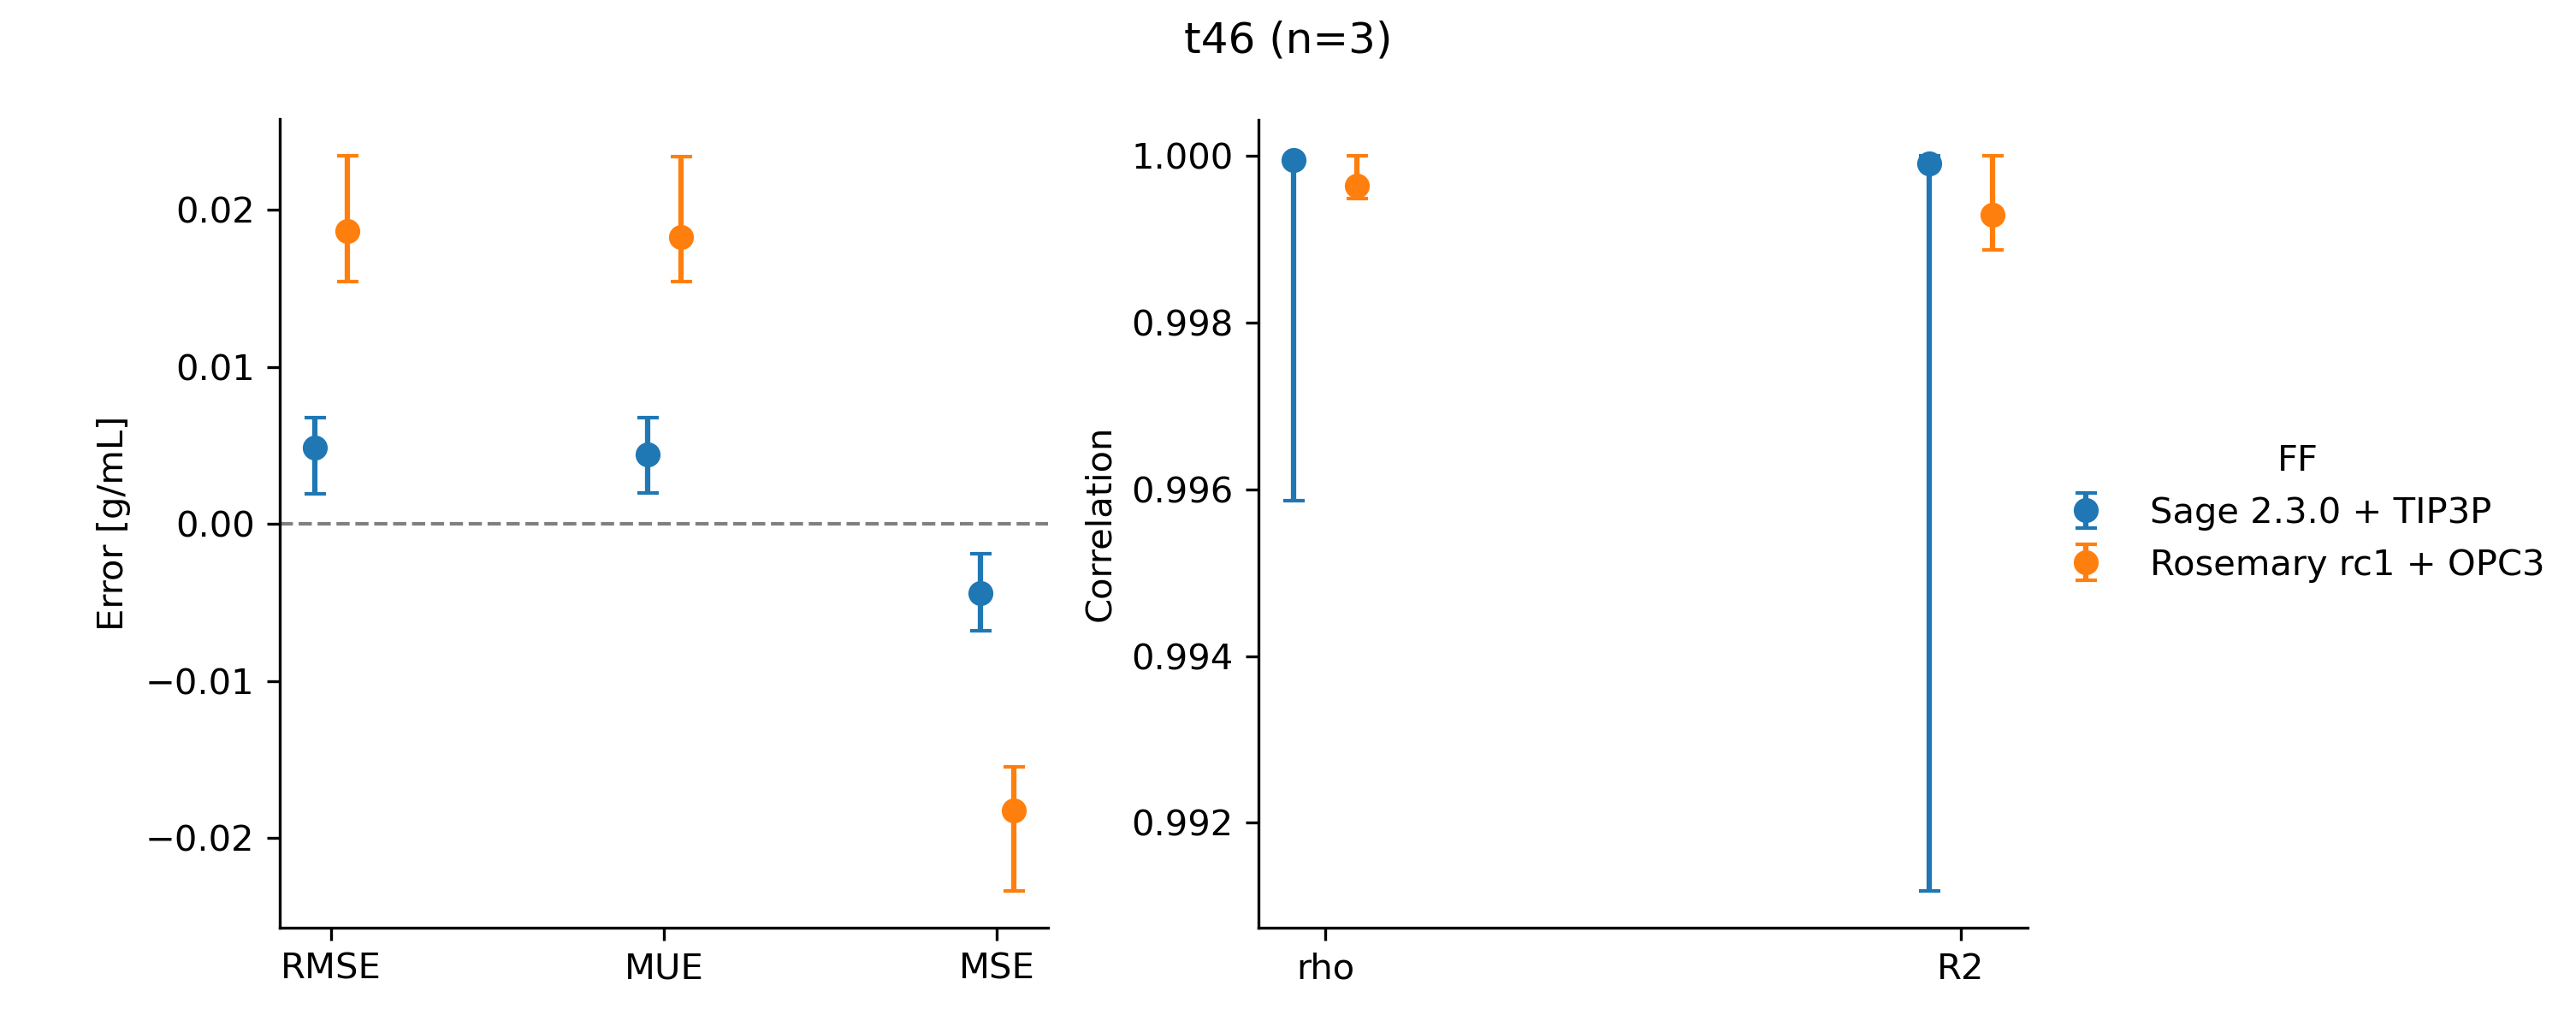 t46 (n=3)
Error [g/mL]
0.02
0.01
0.00
−0.01
−0.02
RMSE
MUE
MSE
Correlation
1.000
0.998
0.996
0.994
0.992
rho
R2
FF
Sage 2.3.0 + TIP3P
Rosemary rc1 + OPC3